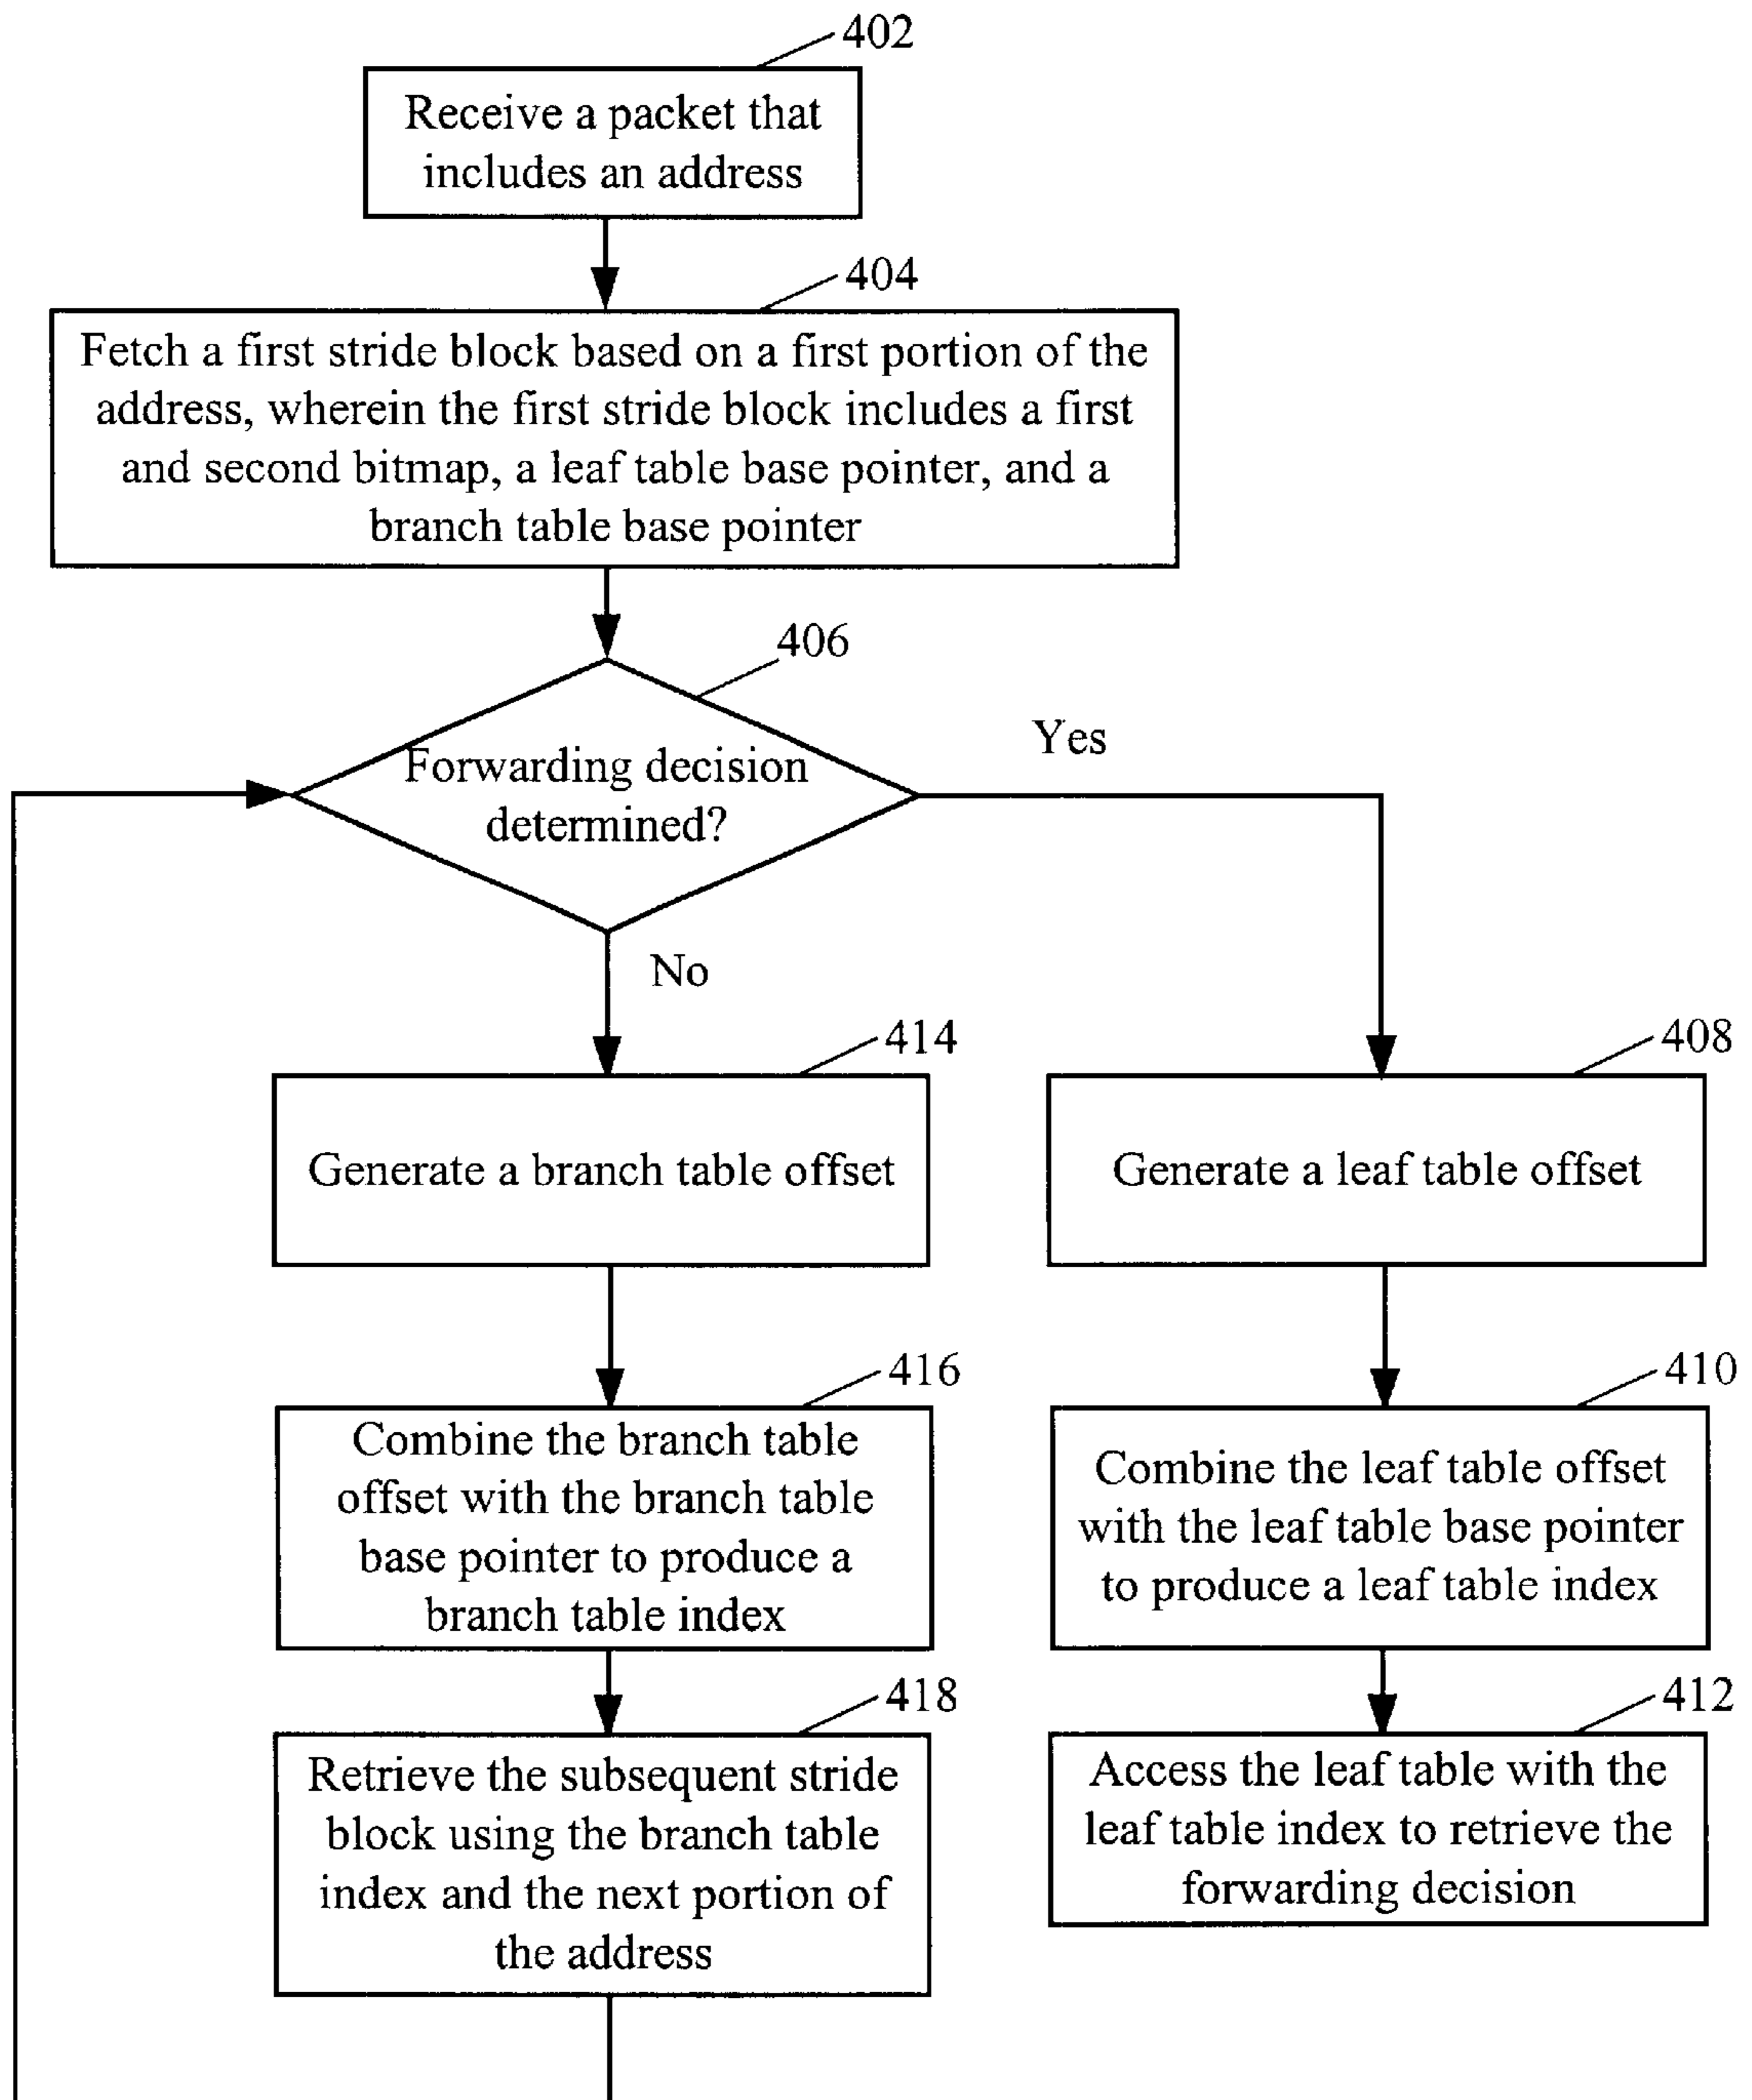 402
Receive a packet that
includes an address
404
Fetch a first stride block based on a first portion of the
address, wherein the first stride block includes a first
and second bitmap, a leaf table base pointer, and a
branch table base pointer
406
Forwarding decision
determined?
Yes
No
414
Generate a branch table offset
408
Generate a leaf table offset
416
Combine the branch table
offset with the branch table
base pointer to produce a
branch table index
410
Combine the leaf table offset
with the leaf table base pointer
to produce a leaf table index
418
Retrieve the subsequent stride
block using the branch table
index and the next portion of
the address
412
Access the leaf table with the
leaf table index to retrieve the
forwarding decision